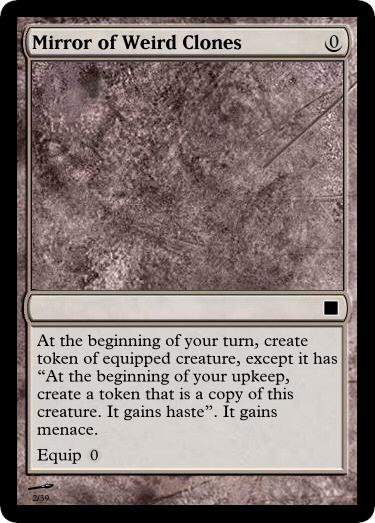 Mirror of Weird Clones 0
At the beginning of your turn, create
token of equipped creature, except it has
“At the beginning of your upkeep,
create a token that is a copy of this
creature. It gains haste”. It gains
menace.
Equip 0
2/39